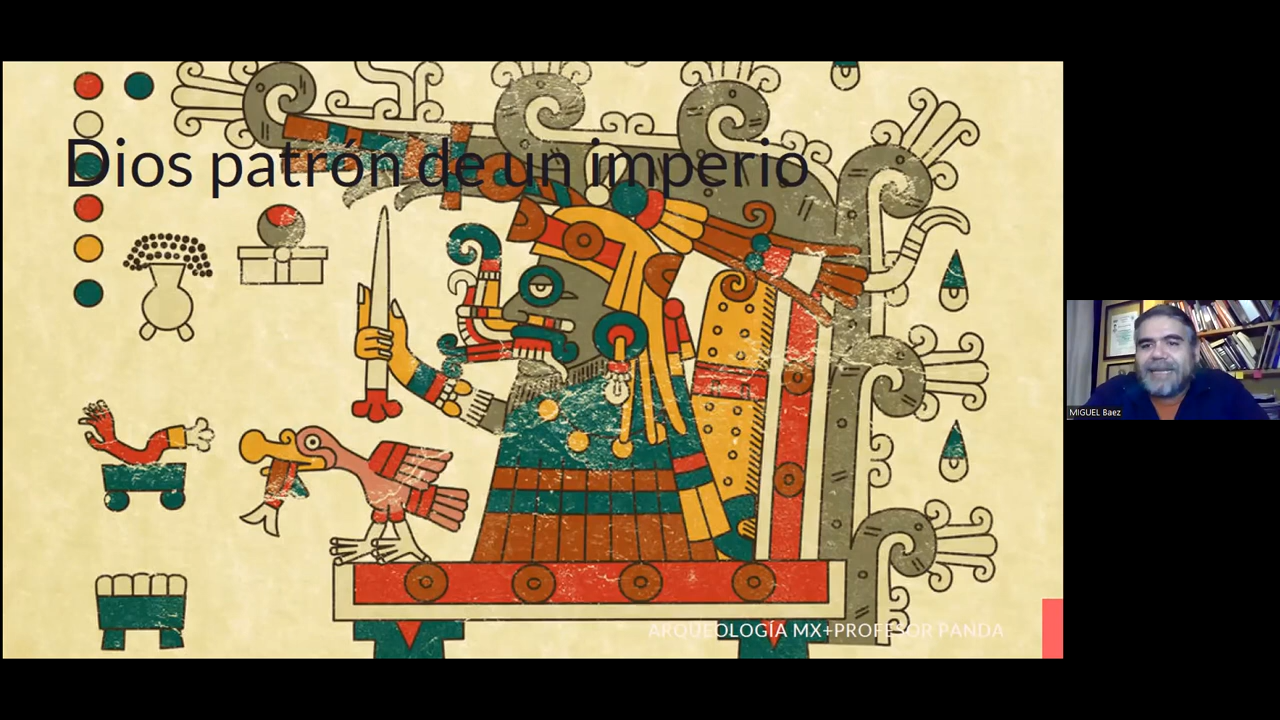 Dios patrón de un imperio
ARQUEOLOGÍA MX+PROFESOR PANDA
MIGUEL Baez